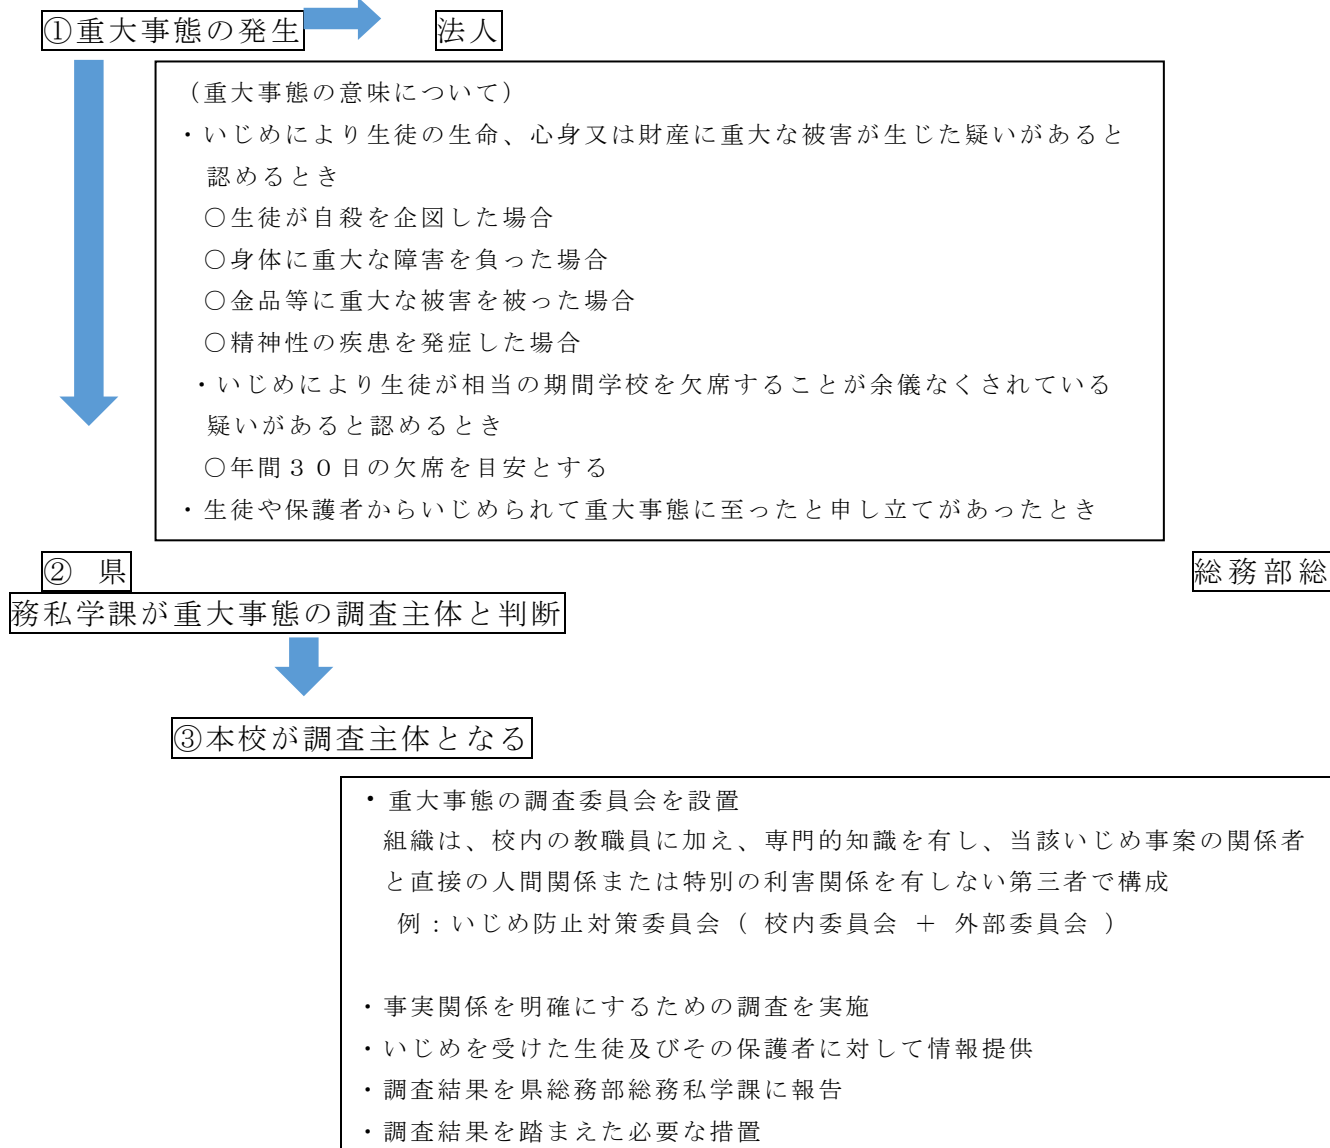 ①重大事態の発生
法人
（重大事態の意味について）
・いじめにより生徒の生命、心身又は財産に重大な被害が生じた疑いがあると
認めるとき
○生徒が自殺を企図した場合
○身体に重大な障害を負った場合
○金品等に重大な被害を被った場合
○精神性の疾患を発症した場合
・いじめにより生徒が相当の期間学校を欠席することが余儀なくされている
疑いがあると認めるとき
○年間３０日の欠席を目安とする
・生徒や保護者からいじめられて重大事態に至ったと申し立てがあったとき
②　県　総務部総
務私学課が重大事態の調査主体と判断
③本校が調査主体となる
・重大事態の調査委員会を設置
組織は、校内の教職員に加え、専門的知識を有し、当該いじめ事案の関係者
と直接の人間関係または特別の利害関係を有しない第三者で構成
例：いじめ防止対策委員会（ 校内委員会 ＋ 外部委員会 ）
・事実関係を明確にするための調査を実施
・いじめを受けた生徒及びその保護者に対して情報提供
・調査結果を県総務部総務私学課に報告
・調査結果を踏まえた必要な措置